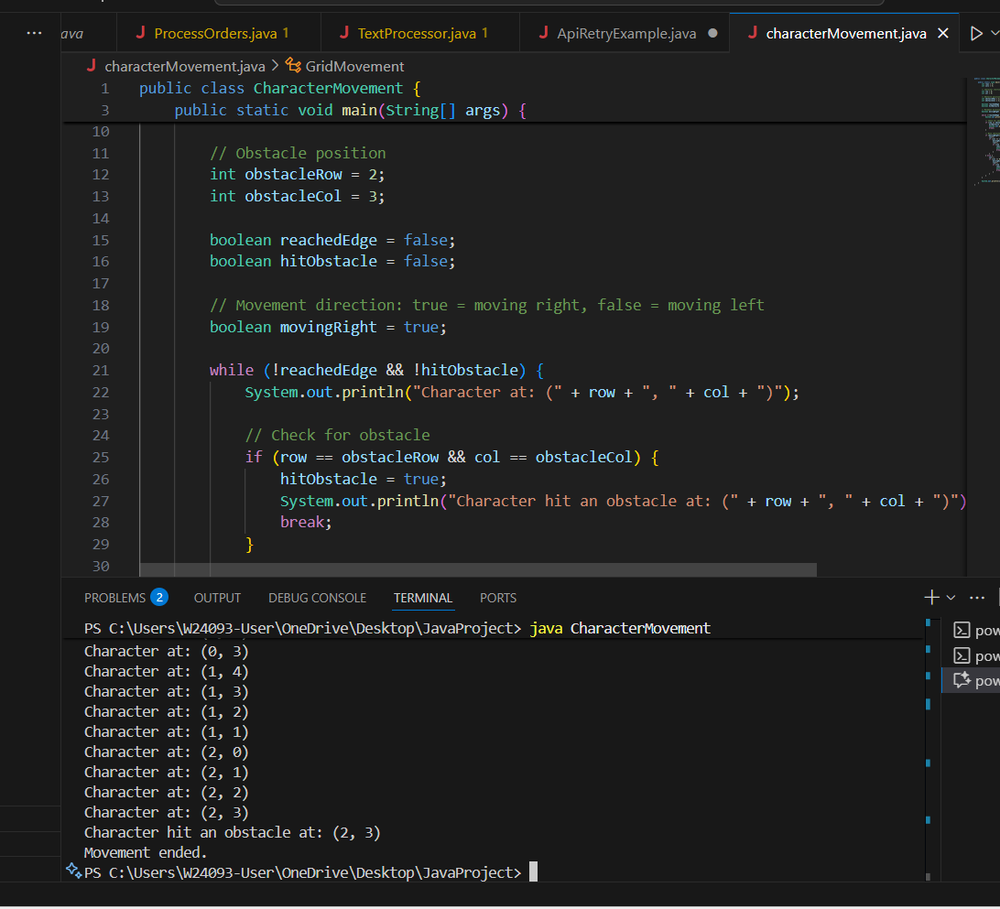 ava
ProcessOrders.java 1
TextProcessor.java 1
ApiRetryExample.java
characterMovement.java
characterMovement.java > GridMovement
1 public class CharacterMovement {
3 public static void main(String[] args) {
10
11 // Obstacle position
12 int obstacleRow = 2;
13 int obstacleCol = 3;
14
15 boolean reachedEdge = false;
16 boolean hitObstacle = false;
17
18 // Movement direction: true = moving right, false = moving left
19 boolean movingRight = true;
20
21 while (!reachedEdge && !hitObstacle) {
22 System.out.println("Character at: (" + row + ", " + col + ")");
23
24 // Check for obstacle
25 if (row == obstacleRow && col == obstacleCol) {
26 hitObstacle = true;
27 System.out.println("Character hit an obstacle at: (" + row + ", " + col + ")")
28 break;
29 }
30
PROBLEMS 2 OUTPUT DEBUG CONSOLE TERMINAL PORTS
PS C:\Users\W24093-User\OneDrive\Desktop\JavaProject> java CharacterMovement
Character at: (0, 3)
Character at: (1, 4)
Character at: (1, 3)
Character at: (1, 2)
Character at: (1, 1)
Character at: (2, 0)
Character at: (2, 1)
Character at: (2, 2)
Character at: (2, 3)
Character hit an obstacle at: (2, 3)
Movement ended.
PS C:\Users\W24093-User\OneDrive\Desktop\JavaProject>
pow
pow
pow